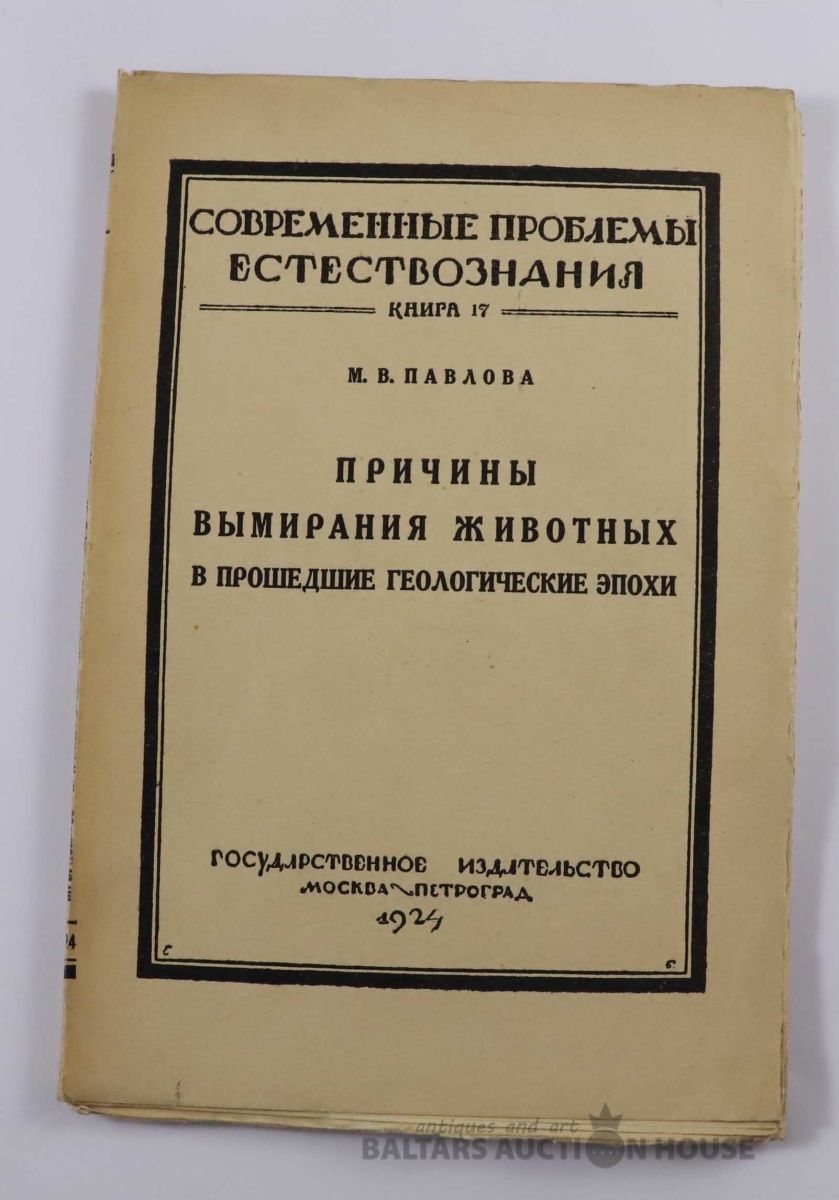 СОВРЕМЕННЫЕ ПРОБЛЕМЫ
ЕСТЕСТВОЗНАНИЯ
КНИГА 17
М. В. ПАВЛОВА
ПРИЧИНЫ
ВЫМИРАНИЯ ЖИВОТНЫХ
В ПРОШЕДШИЕ ГЕОЛОГИЧЕСКИЕ ЭПОХИ
ГОСУДАРСТВЕННОЕ ИЗДАТЕЛЬСТВО
МОСКВА~ПЕТРОГРАД
1924
antiques and art
BALTARS AUCTION HOUSE